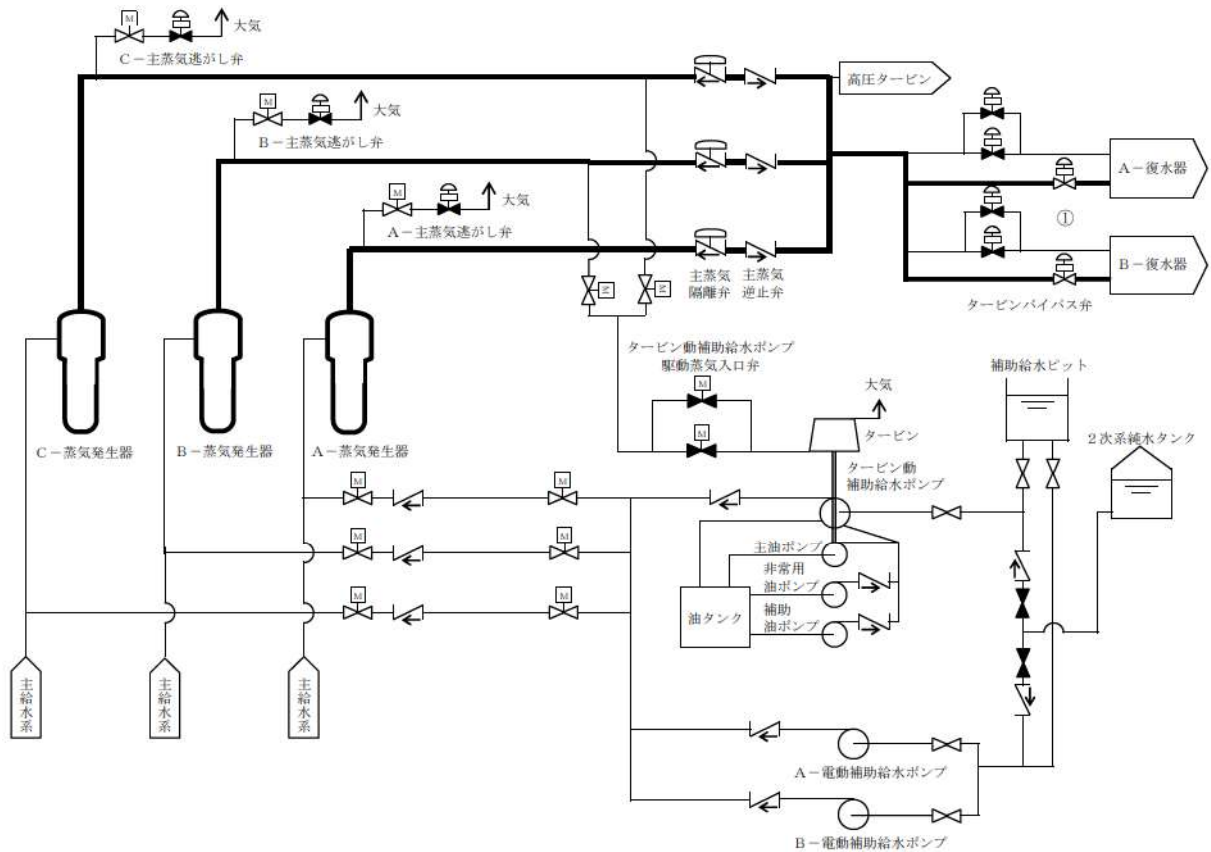 M
大気
C-主蒸気逃がし弁
M
大気
B-主蒸気逃がし弁
M
大気
A-主蒸気逃がし弁
高圧タービン
A-復水器
①
B-復水器
主蒸気
隔離弁
主蒸気
逆止弁
タービンバイパス弁
M
M
タービン動補助給水ポンプ
駆動蒸気入口弁
M
M
大気
タービン
補助給水ピット
2次系純水タンク
C-蒸気発生器
B-蒸気発生器
A-蒸気発生器
タービン動
補助給水ポンプ
M
M
M
M
M
M
主油ポンプ
非常用
油ポンプ
補助
油ポンプ
油タンク
主給水系
主給水系
主給水系
A-電動補助給水ポンプ
B-電動補助給水ポンプ